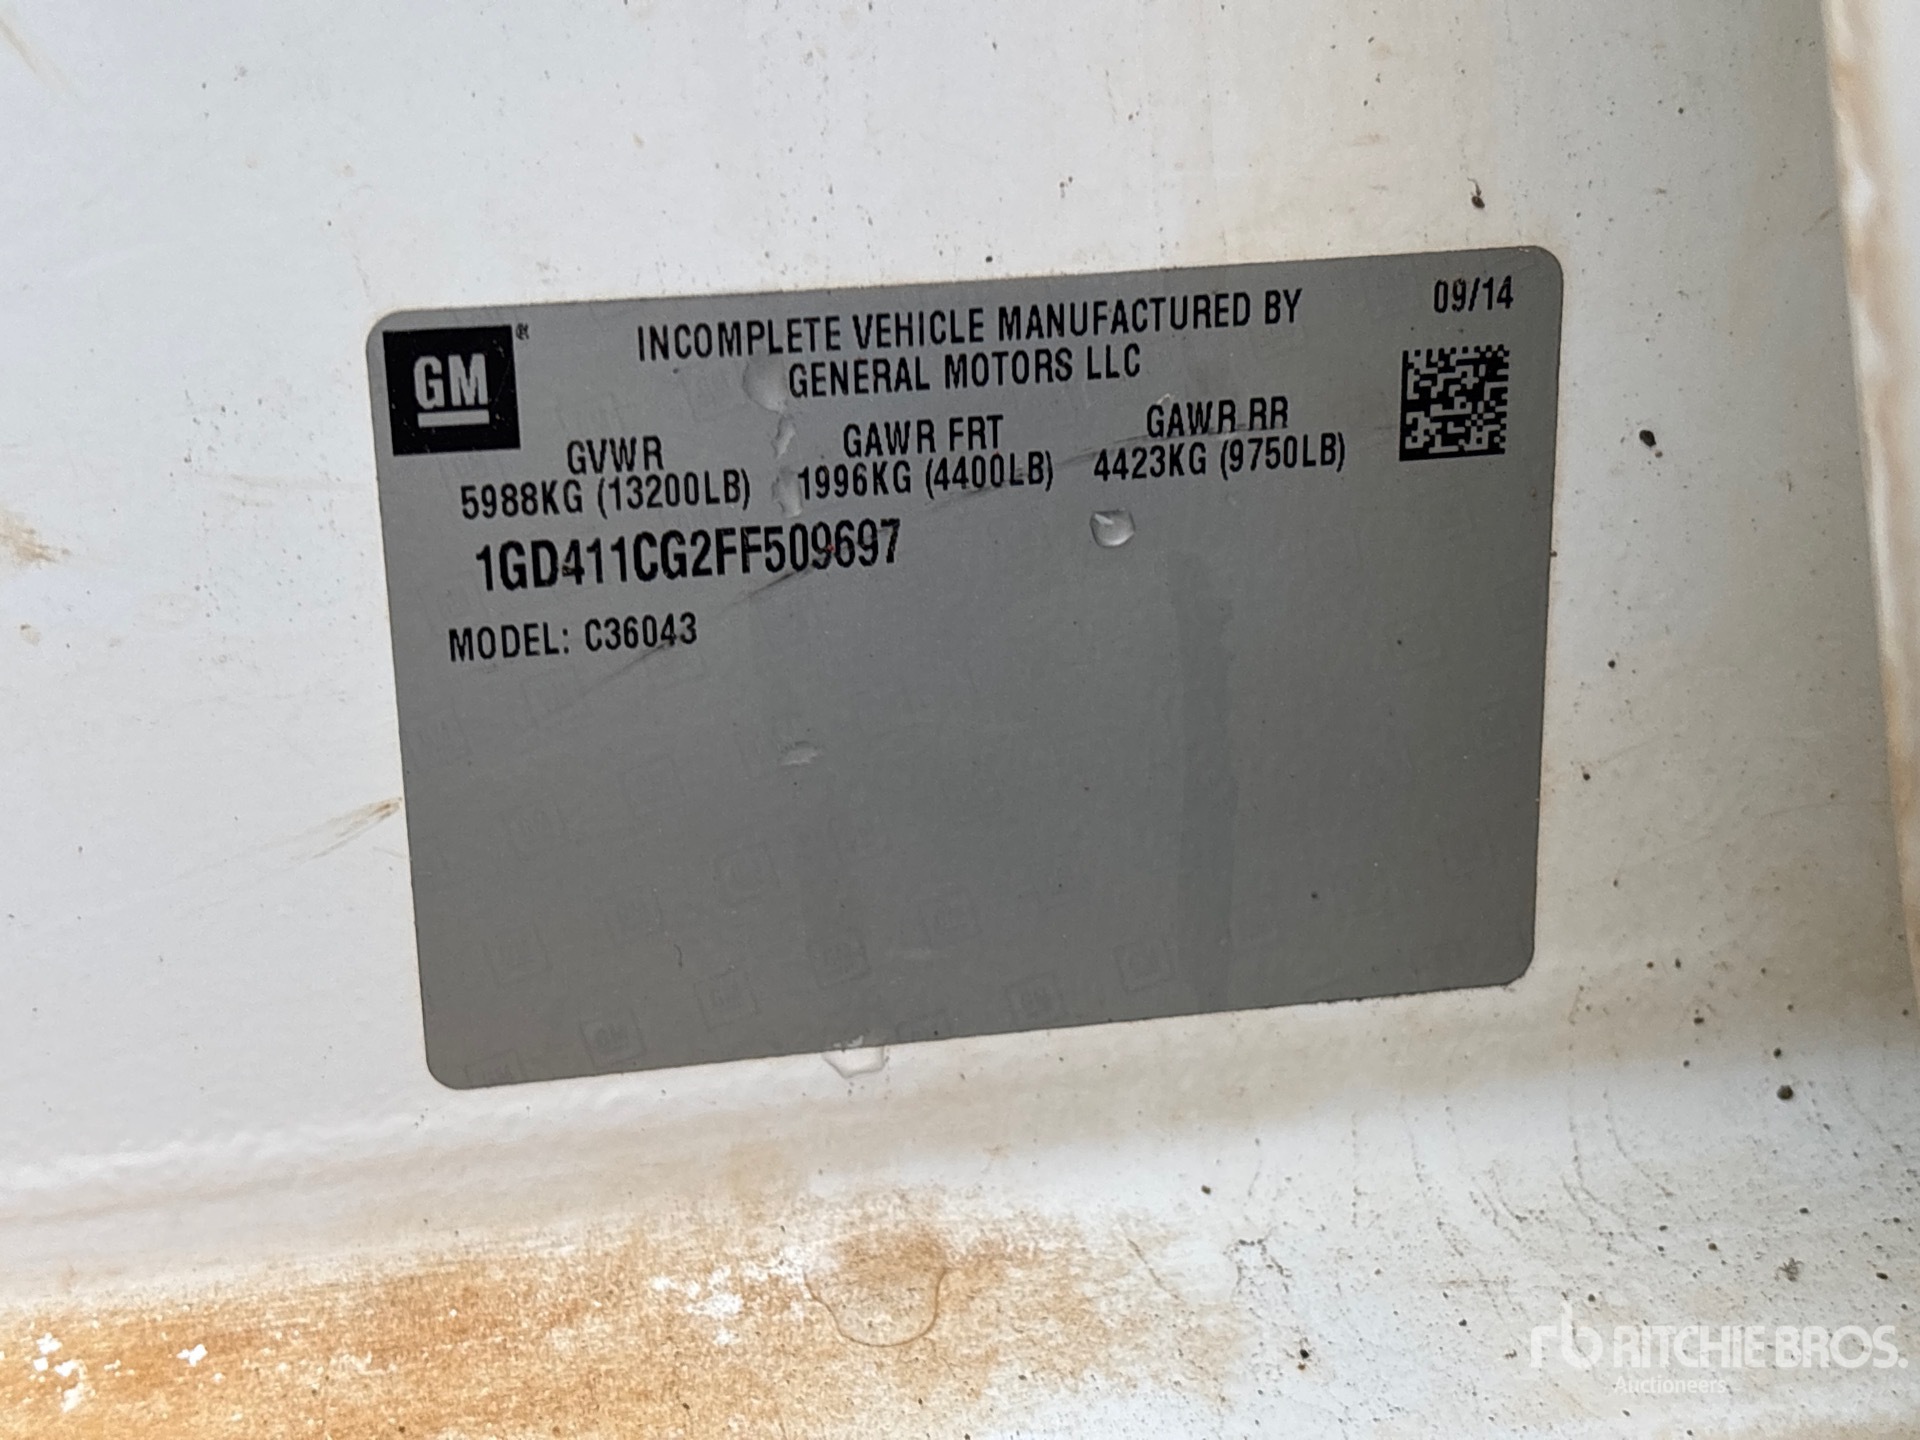 GM®
INCOMPLETE VEHICLE MANUFACTURED BY
GENERAL MOTORS LLC
09/14
GVWR
5988KG (13200LB)
GAWR FRT
1996KG (4400LB)
GAWR RR
4423KG (9750LB)
1GD411CG2FF509697
MODEL: C36043
rb RITCHIE BROS.
Auctioneers